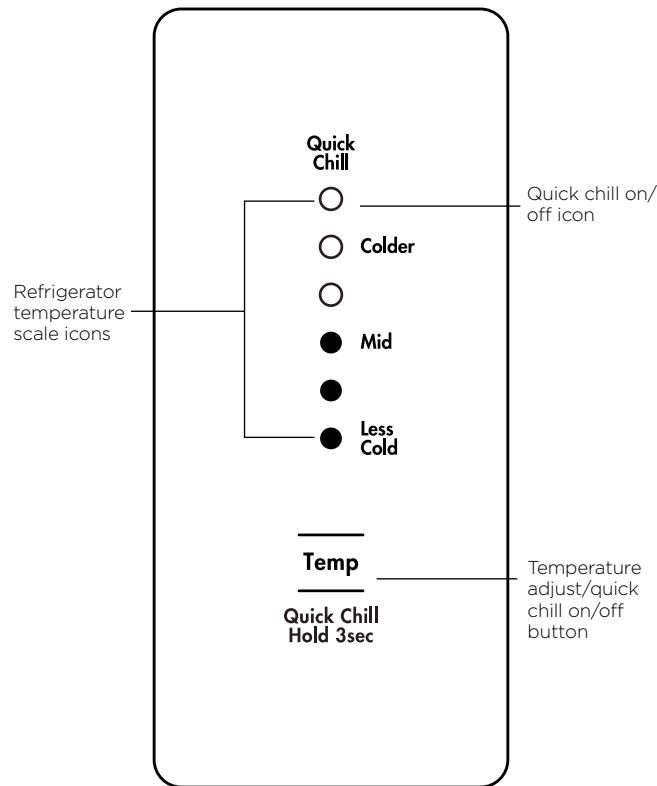 Quick
Chill
Quick chill on/
off icon
Colder
Refrigerator
temperature
scale icons
Mid
Less
Cold
Temp
Temperature
adjust/quick
chill on/off
button
Quick Chill
Hold 3sec